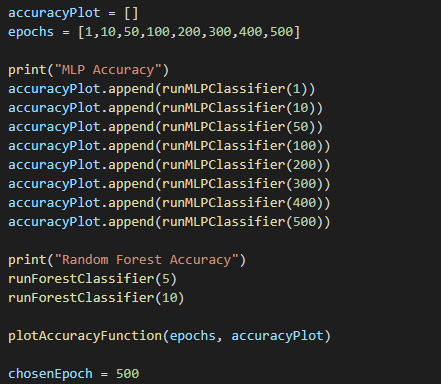 accuracyPlot = []
epochs = [1,10,50,100,200,300,400,500]
print("MLP Accuracy")
accuracyPlot.append(runMLPClassifier(1))
accuracyPlot.append(runMLPClassifier(10))
accuracyPlot.append(runMLPClassifier(50))
accuracyPlot.append(runMLPClassifier(100))
accuracyPlot.append(runMLPClassifier(200))
accuracyPlot.append(runMLPClassifier(300))
accuracyPlot.append(runMLPClassifier(400))
accuracyPlot.append(runMLPClassifier(500))
print("Random Forest Accuracy")
runForestClassifier(5)
runForestClassifier(10)
plotAccuracyFunction(epochs, accuracyPlot)
chosenEpoch = 500